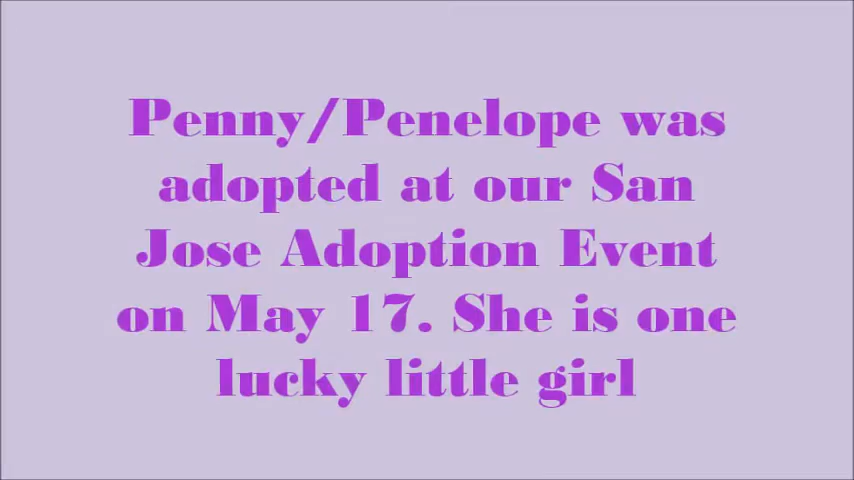 Penny/Penelope was
adopted at our San
Jose Adoption Event
on May 17. She is one
lucky little girl